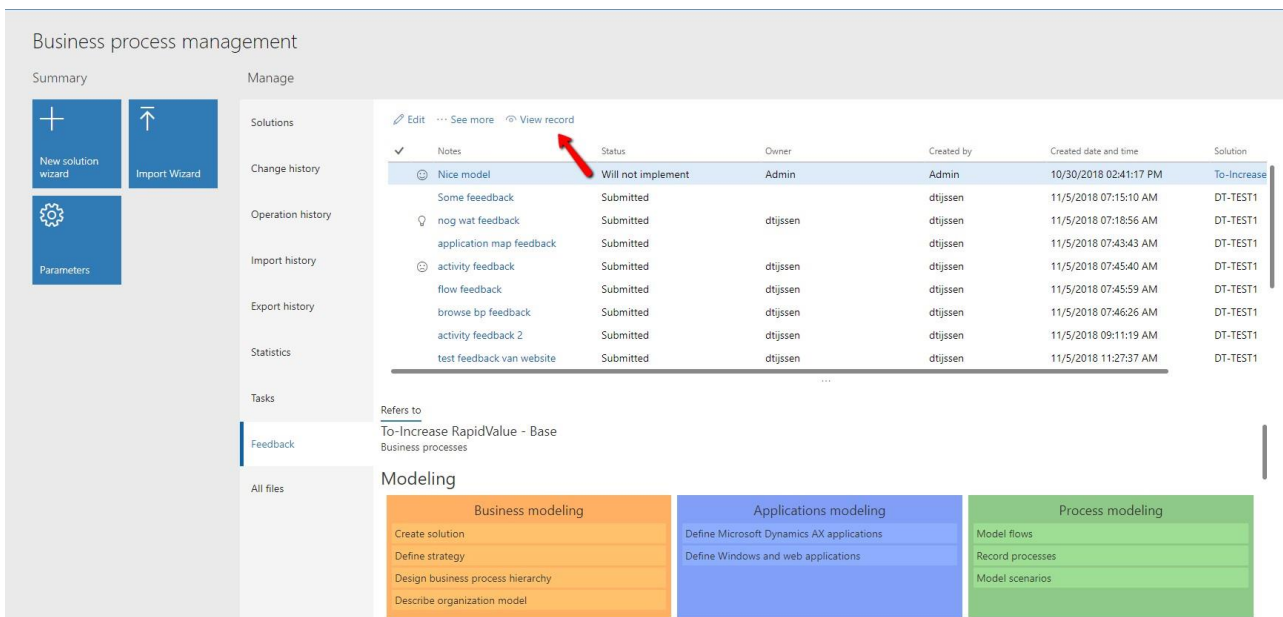 Business process management
Summary
Manage
New solution
wizard
Import Wizard
Parameters
Solutions
Change history
Operation history
Import history
Export history
Statistics
Tasks
Feedback
All files
Edit ··· See more View record
Notes Status Owner Created by Created date and time Solution
Nice model Will not implement Admin Admin 10/30/2018 02:41:17 PM To-Increase
Some feeedback Submitted dtijssen 11/5/2018 07:15:10 AM DT-TEST1
nog wat feedback Submitted dtijssen dtijssen 11/5/2018 07:18:56 AM DT-TEST1
application map feedback Submitted dtijssen 11/5/2018 07:43:43 AM DT-TEST1
activity feedback Submitted dtijssen dtijssen 11/5/2018 07:45:40 AM DT-TEST1
flow feedback Submitted dtijssen dtijssen 11/5/2018 07:45:59 AM DT-TEST1
browse bp feedback Submitted dtijssen dtijssen 11/5/2018 07:46:26 AM DT-TEST1
activity feedback 2 Submitted dtijssen dtijssen 11/5/2018 09:11:19 AM DT-TEST1
test feedback van website Submitted dtijssen dtijssen 11/5/2018 11:27:37 AM DT-TEST1
Refers to
To-Increase RapidValue - Base
Business processes
Modeling
Business modeling
Create solution
Define strategy
Design business process hierarchy
Describe organization model
Applications modeling
Define Microsoft Dynamics AX applications
Define Windows and web applications
Process modeling
Model flows
Record processes
Model scenarios